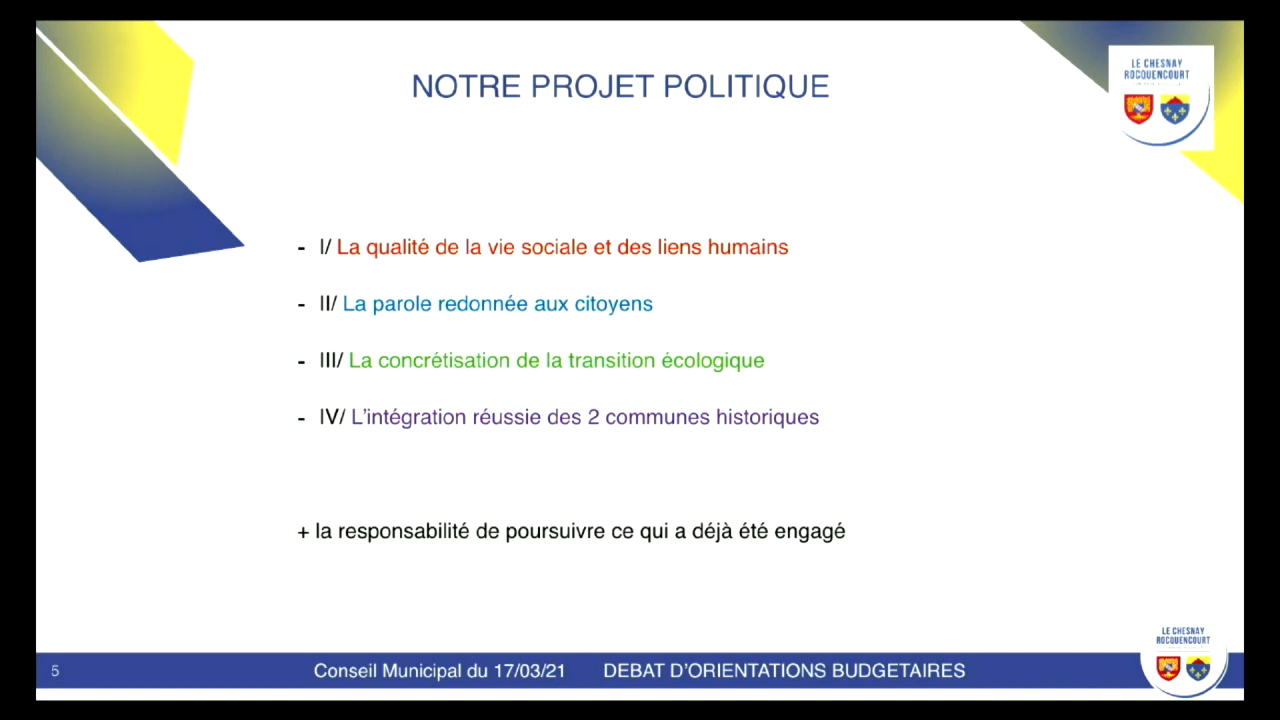 NOTRE PROJET POLITIQUE
LE CHESNAY
ROCQUENCOURT
- I/ La qualité de la vie sociale et des liens humains
- II/ La parole redonnée aux citoyens
- III/ La concrétisation de la transition écologique
- IV/ L'intégration réussie des 2 communes historiques
+ la responsabilité de poursuivre ce qui a déjà été engagé
LE CHESNAY
ROCQUENCOURT
5 Conseil Municipal du 17/03/21 DEBAT D'ORIENTATIONS BUDGETAIRES